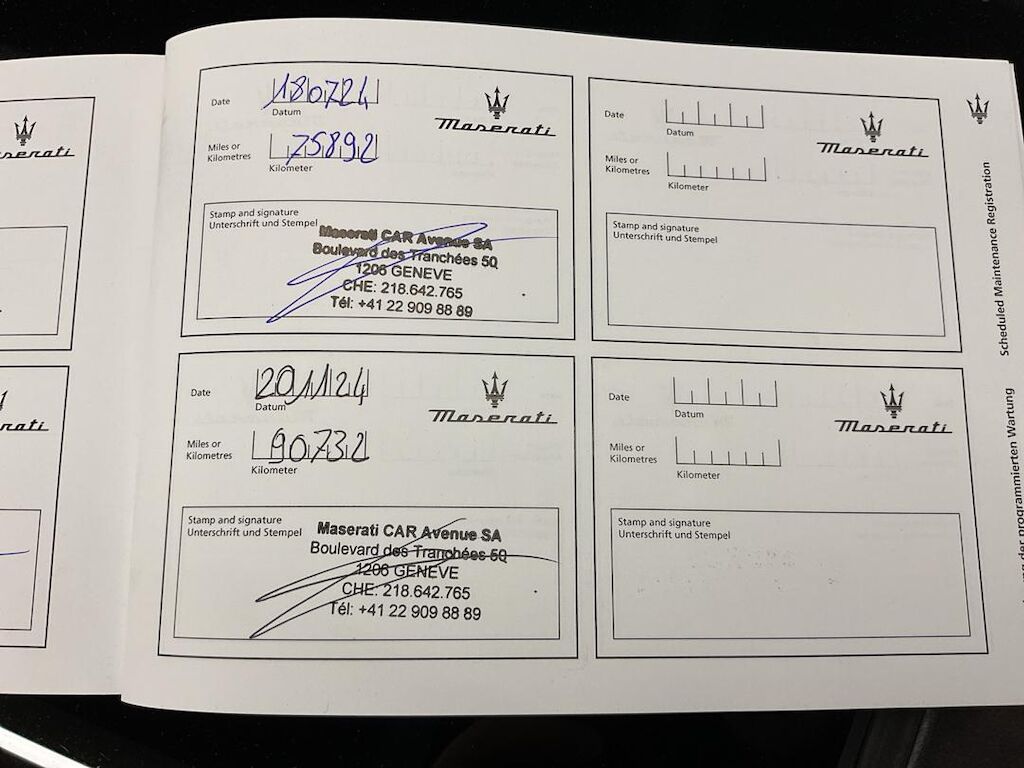 serati
rati
Date
180724
Datum
Miles or
Kilometres
75892
Kilometer
Maserati
Stamp and signature
Unterschrift und Stempel
Maserati CAR Avenue SA
Boulevard des Tranchées 50
1206 GENEVE
CHE: 218.642.765
Tél: +41 22 909 88 89
Date
Datum
Miles or
Kilometres
Kilometer
Maserati
Stamp and signature
Unterschrift und Stempel
Date
201124
Datum
Miles or
Kilometres
90732
Kilometer
Maserati
Stamp and signature
Unterschrift und Stempel
Maserati CAR Avenue SA
Boulevard des Tranchées 50
1206 GENEVE
CHE: 218.642.765
Tél: +41 22 909 88 89
Date
Datum
Miles or
Kilometres
Kilometer
Maserati
Stamp and signature
Unterschrift und Stempel
Scheduled Maintenance Registration
der programmierten Wartung